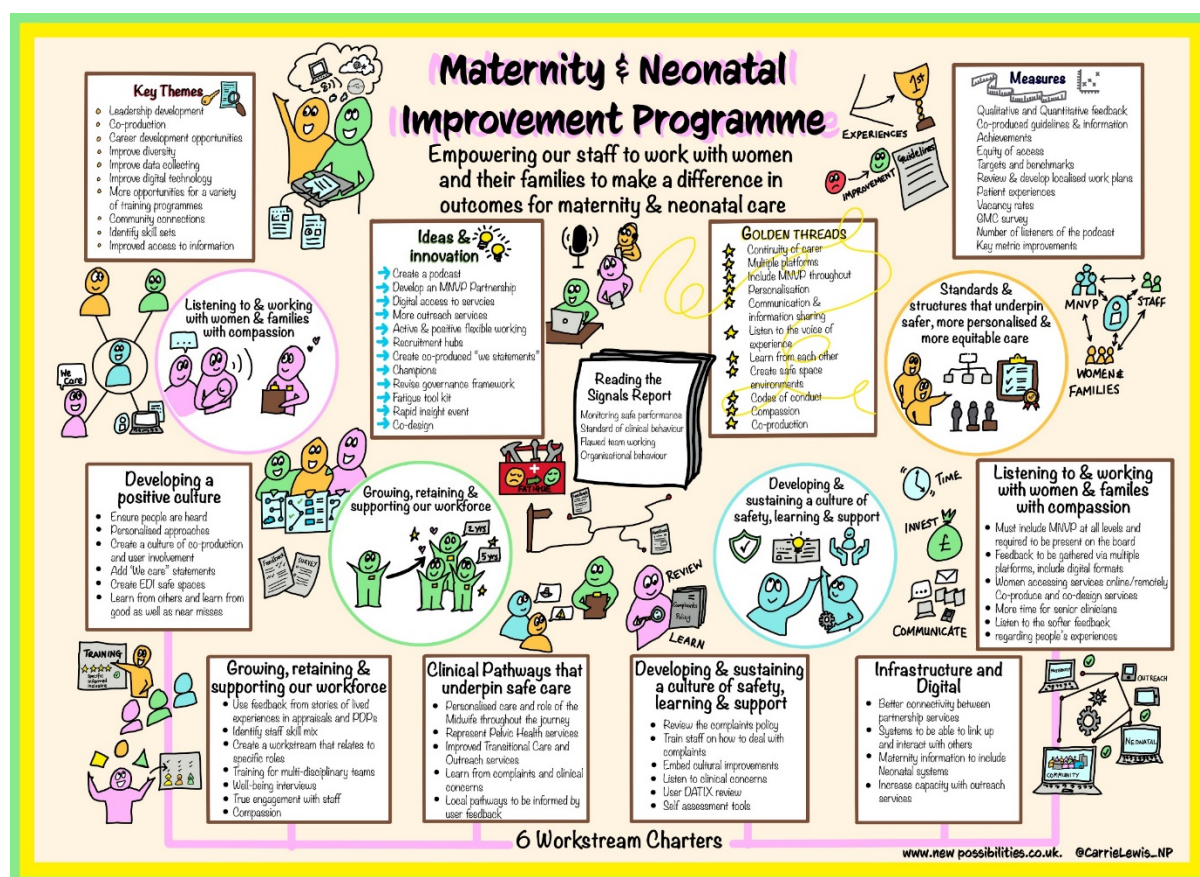 Maternity & Neonatal
Improvement Programme
Empowering our staff to work with women
and their families to make a difference in
outcomes for maternity & neonatal care
Key Themes
Leadership development
Co-production
Career development opportunities
Improve diversity
Improve data collecting
Improve digital technology
More opportunities for a variety
of training programmes
Community connections
Identify skill sets
Improved access to information
EXPERIENCES
1st
IMPROVEMENT
Guidelines
Measures
Qualitative and Quantitative feedback
Co-produced guidelines & information
Achievements
Equity of access
Targets and benchmarks
Review & develop localised work plans
Patient experiences
Vacancy rates
GMC survey
Number of listeners of the podcast
Key metric improvements
Ideas &
innovation
Create a podcast
Develop an MNVP Partnership
Digital access to servcies
More outreach services
Active & positive flexible working
Recruitment hubs
Create co-produced "we statements"
Champions
Revise governance framework
Fatigue tool kit
Rapid insight event
Co-design
GOLDEN THREADS
Continuity of carer
Multiple platforms
Include MNVP throughout
Personalisation
Communication &
information sharing
Listen to the voice of
experience
Learn from each other
Create safe space
environments
Codes of conduct
Compassion
Co-production
We
Care
Listening to & working
with women & families
with compassion
Reading the
Signals Report
Monitoring safe performance
Standard of clinical behaviour
Flawed team working
Organisational behaviour
Standards &
structures that underpin
safer, more personalised &
more equitable care
MNVP
STAFF
WOMEN &
FAMILIES
FATIGUE
Developing a
positive culture
Ensure people are heard
Personalised approaches
Create a culture of co-production
and user involvement
Add "We care" statements
Create EDI safe spaces
Learn from others and learn from
good as well as near misses
Feedback
SURVEY
Growing, retaining &
supporting our workforce
2 YRS
5 YRS
Developing &
sustaining a culture of
safety, learning & support
REVIEW
Complaints
Policy
LEARN
TIME
INVEST
£
COMMUNICATE
Listening to & working
with women & familes
with compassion
Must include MNVP at all levels and
required to be present on the board
Feedback to be gathered via multiple
platforms, include digital formats
Women accessing services online/remotely
Co-produce and co-design services
More time for senior clinicians
Listen to the softer feedback
regarding people's experiences
TRAINING
Specific
Informed
Inclusive
Growing, retaining &
supporting our workforce
Use feedback from stories of lived
experiences in appraisals and PDPs
Identify staff skill mix
Create a workstream that relates to
specific roles
Training for multi-disciplinary teams
Well-being interviews
True engagement with staff
Compassion
Clinical Pathways that
underpin safe care
Personalised care and role of the
Midwife throughout the journey
Represent Pelvic Health services
Improved Transitional Care and
Outreach services
Learn from complaints and clinical
concerns
Local pathways to be informed by
user feedback
Developing & sustaining
a culture of safety,
learning & support
Review the complaints policy
Train staff on how to deal with
complaints
Embed cultural improvements
Listen to clinical concerns
User DATIX review
Self assessment tools
Infrastructure and
Digital
Better connectivity between
partnership services
Systems to be able to link up
and interact with others
Maternity information to include
Neonatal systems
Increase capacity with outreach
services
MATERNITY
OUTREACH
NEONATAL
COMMUNITY
6 Workstream Charters
www.new possibilities.co.uk. @CarrieLewis_NP